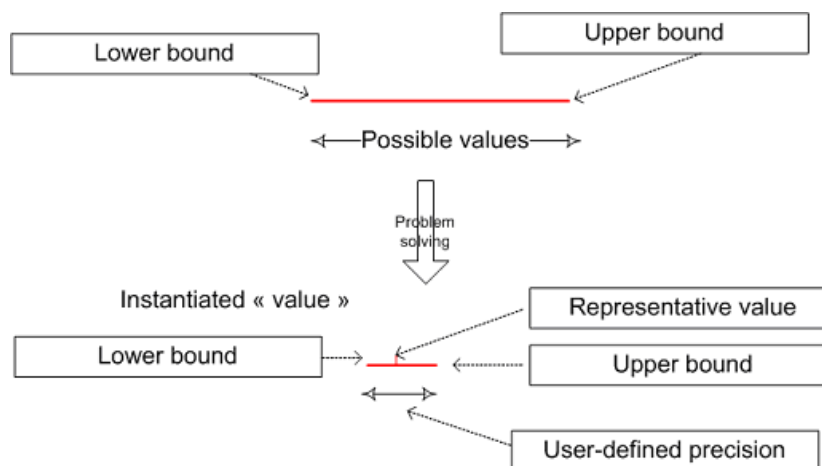 Upper bound
Lower bound
Possible values
Problem
solving
Instantiated « value »
Representative value
Lower bound
Upper bound
User-defined precision